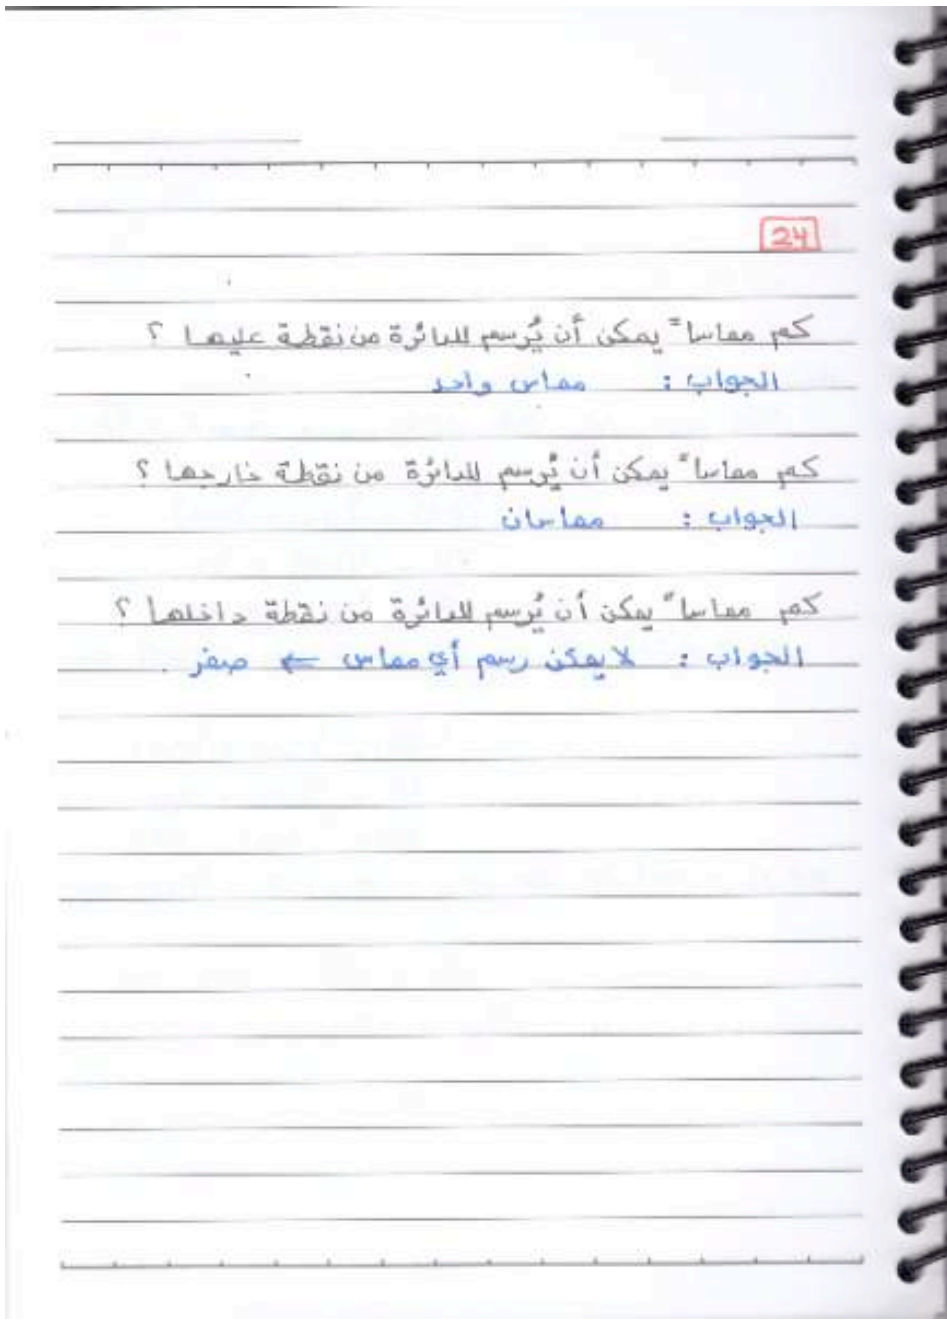 24
كم مماساً يمكن أن يُرسم للدائرة من نقطة عليها ؟
الجواب : مماس واحد
كم مماساً يمكن أن يُرسم للدائرة من نقطة خارجها ؟
الجواب : مماسان
كم مماساً يمكن أن يُرسم للدائرة من نقطة داخلها ؟
الجواب : لا يمكن رسم أي مماس ← صفر .